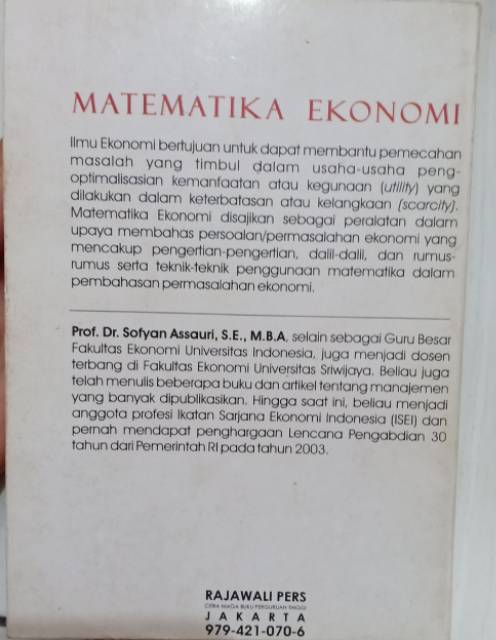 MATEMATIKA EKONOMI
Ilmu Ekonomi bertujuan untuk dapat membantu pemecahan
masalah yang timbul dalam usaha-usaha peng-
optimalisasian kemanfaatan atau kegunaan (utility) yang
dilakukan dalam keterbatasan atau kelangkaan (scarcity).
Matematika Ekonomi disajikan sebagai peralatan dalam
upaya membahas persoalan/permasalahan ekonomi yang
mencakup pengertian-pengertian, dalil-dalil, dan rumus-
rumus serta teknik-teknik penggunaan matematika dalam
pembahasan permasalahan ekonomi.
Prof. Dr. Sofyan Assauri, S.E., M.B.A, selain sebagai Guru Besar
Fakultas Ekonomi Universitas Indonesia, juga menjadi dosen
terbang di Fakultas Ekonomi Universitas Sriwijaya. Beliau juga
telah menulis beberapa buku dan artikel tentang manajemen
yang banyak dipublikasikan. Hingga saat ini, beliau menjadi
anggota profesi Ikatan Sarjana Ekonomi Indonesia (ISEI) dan
pernah mendapat penghargaan Lencana Pengabdian 30
tahun dari Pemerintah RI pada tahun 2003.
RAJAWALI PERS
CITRA NIAGA BUKU PERGURUAN TINGGI
JAKARTA
979-421-070-6